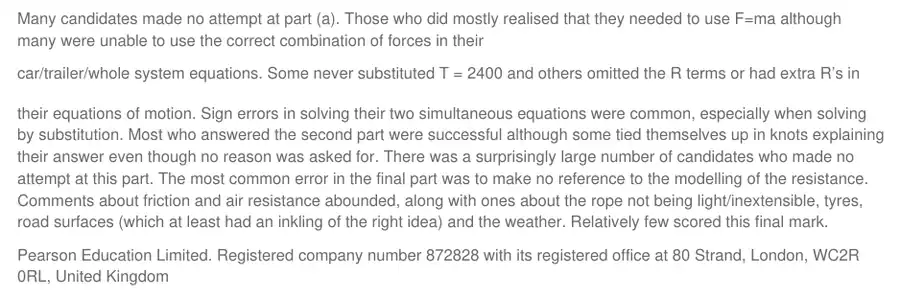 Many candidates made no attempt at part (a). Those who did mostly realised that they needed to use F=ma although
many were unable to use the correct combination of forces in their
car/trailer/whole system equations. Some never substituted T = 2400 and others omitted the R terms or had extra R's in
their equations of motion. Sign errors in solving their two simultaneous equations were common, especially when solving
by substitution. Most who answered the second part were successful although some tied themselves up in knots explaining
their answer even though no reason was asked for. There was a surprisingly large number of candidates who made no
attempt at this part. The most common error in the final part was to make no reference to the modelling of the resistance.
Comments about friction and air resistance abounded, along with ones about the rope not being light/inextensible, tyres,
road surfaces (which at least had an inkling of the right idea) and the weather. Relatively few scored this final mark.
Pearson Education Limited. Registered company number 872828 with its registered office at 80 Strand, London, WC2R
0RL, United Kingdom